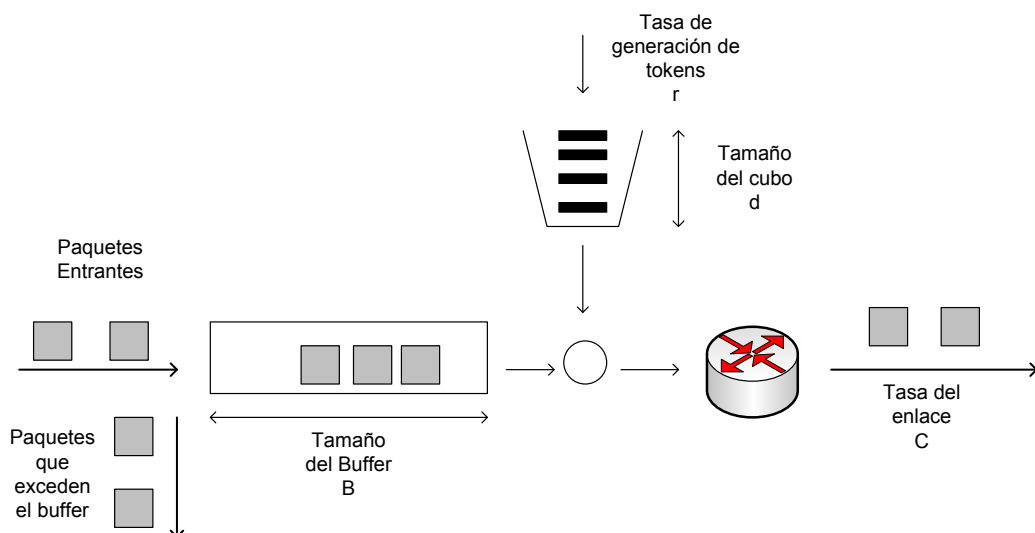 Tasa de
generación de
tokens
r
Tamaño
del cubo
d
Paquetes
Entrantes
Tamaño
del Buffer
B
Tasa del
enlace
C
Paquetes
que
exceden
el buffer